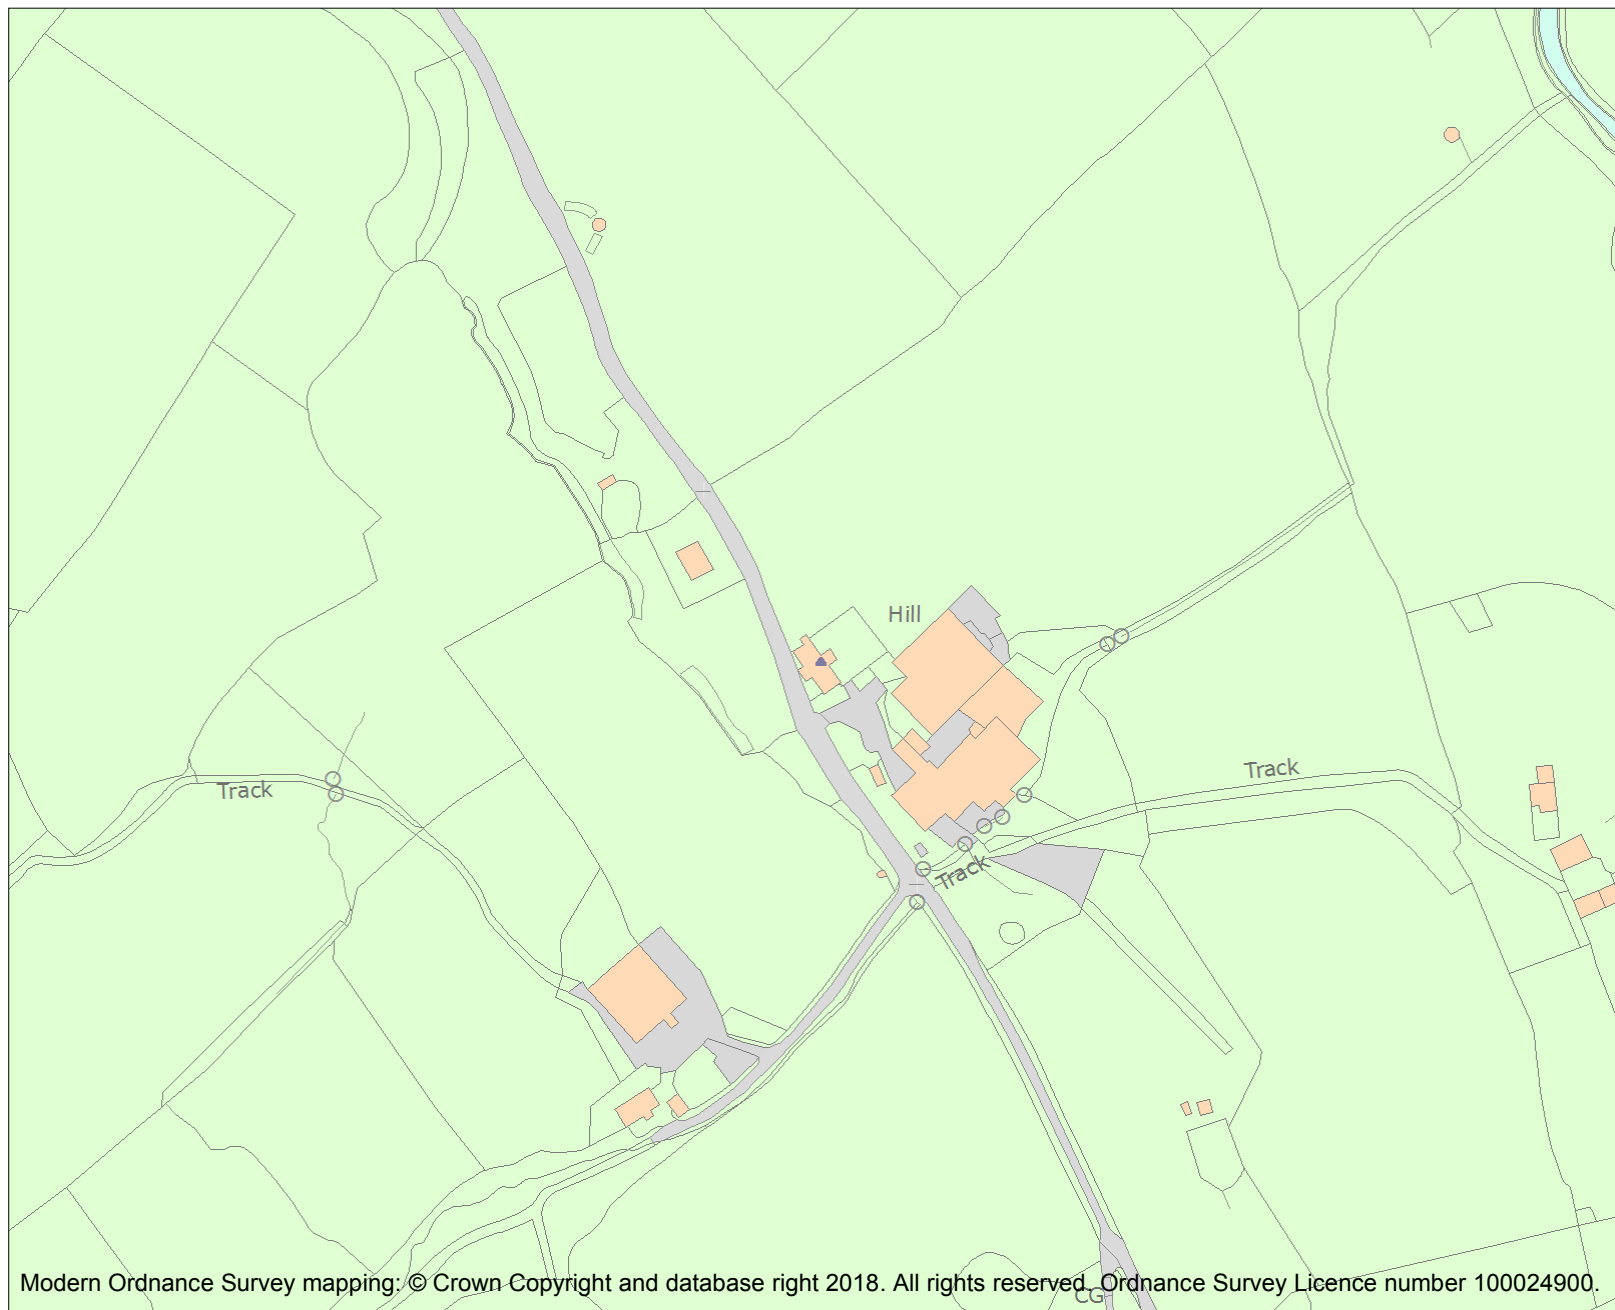 Hill
Track
Track
Track
CG
Modern Ordnance Survey mapping: © Crown Copyright and database right 2018. All rights reserved. Ordnance Survey Licence number 100024900.